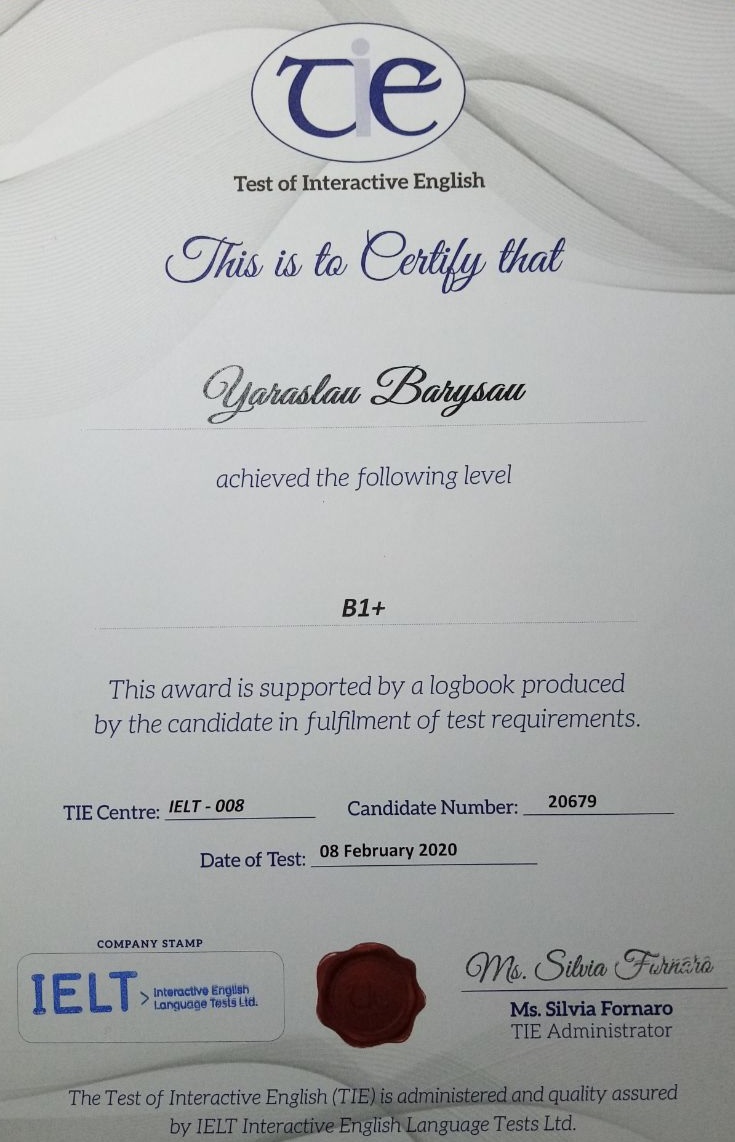 TIE
Test of Interactive English
This is to Certify that
Yaraslau Barysau
achieved the following level
B1+
This award is supported by a logbook produced
by the candidate in fulfilment of test requirements.
TIE Centre: IELT - 008 Candidate Number: 20679
Date of Test: 08 February 2020
COMPANY STAMP
IELT > Interactive English
Language Tests Ltd.
Ms. Silvia Fornaro
Ms. Silvia Fornaro
TIE Administrator
The Test of Interactive English (TIE) is administered and quality assured
by IELT Interactive English Language Tests Ltd.